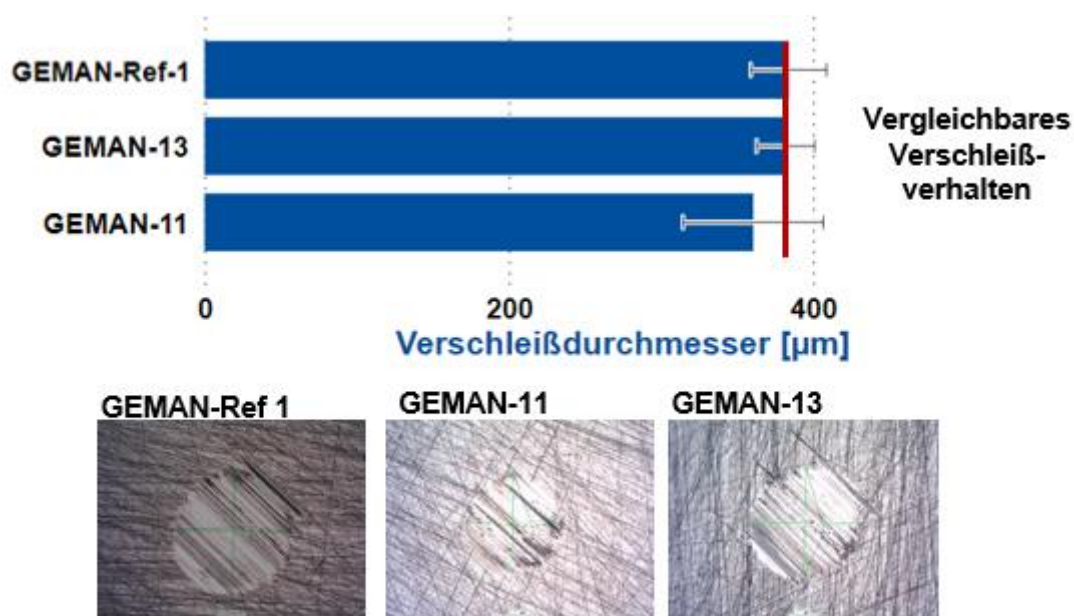 GEMAN-Ref-1
GEMAN-13
GEMAN-11
Vergleichbares
Verschleiß-
verhalten
0 200 400
Verschleißdurchmesser [µm]
GEMAN-Ref 1 GEMAN-11 GEMAN-13